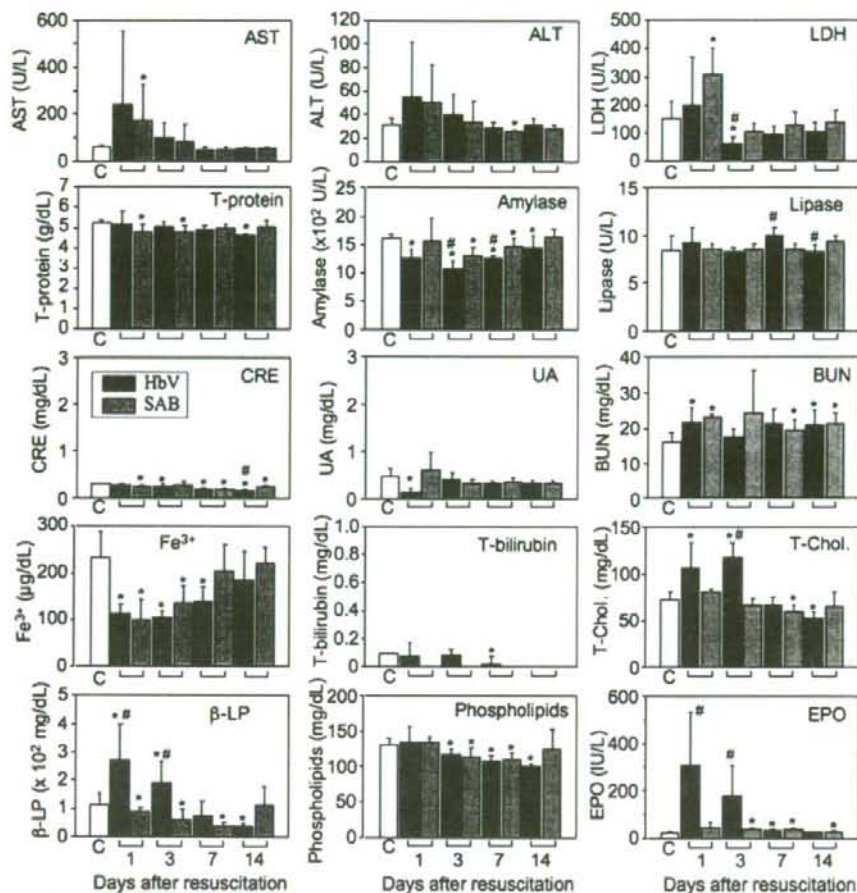 AST (U/L)
600
400
200
0
AST
C
ALT (U/L)
120
100
80
60
40
20
0
ALT
C
LDH (U/L)
500
400
300
200
100
0
LDH
*
#
*
C
T-protein (g/dL)
7
6
5
4
3
2
1
0
T-protein
C
Amylase (x10² U/L)
25
20
15
10
5
0
Amylase
C
Lipase (U/L)
15
10
5
0
Lipase
C
CRE (mg/dL)
3
2
1
0
CRE
HbV
SAB
C
UA (mg/dL)
3
2
1
0
UA
C
BUN (mg/dL)
40
30
20
10
0
BUN
C
Fe³⁺ (μg/dL)
300
200
100
0
Fe³⁺
C
T-bilirubin (mg/dL)
1.0
0.8
0.6
0.4
0.2
0
T-bilirubin
C
T-Chol. (mg/dL)
150
100
50
0
T-Chol.
C
β-LP (x 10² mg/dL)
5
4
3
2
1
0
β-LP
C
1 3 7 14
Days after resuscitation
Phospholipids (mg/dL)
200
150
100
50
0
Phospholipids
C
1 3 7 14
Days after resuscitation
EPO (IU/L)
600
400
200
0
EPO
C
1 3 7 14
Days after resuscitation